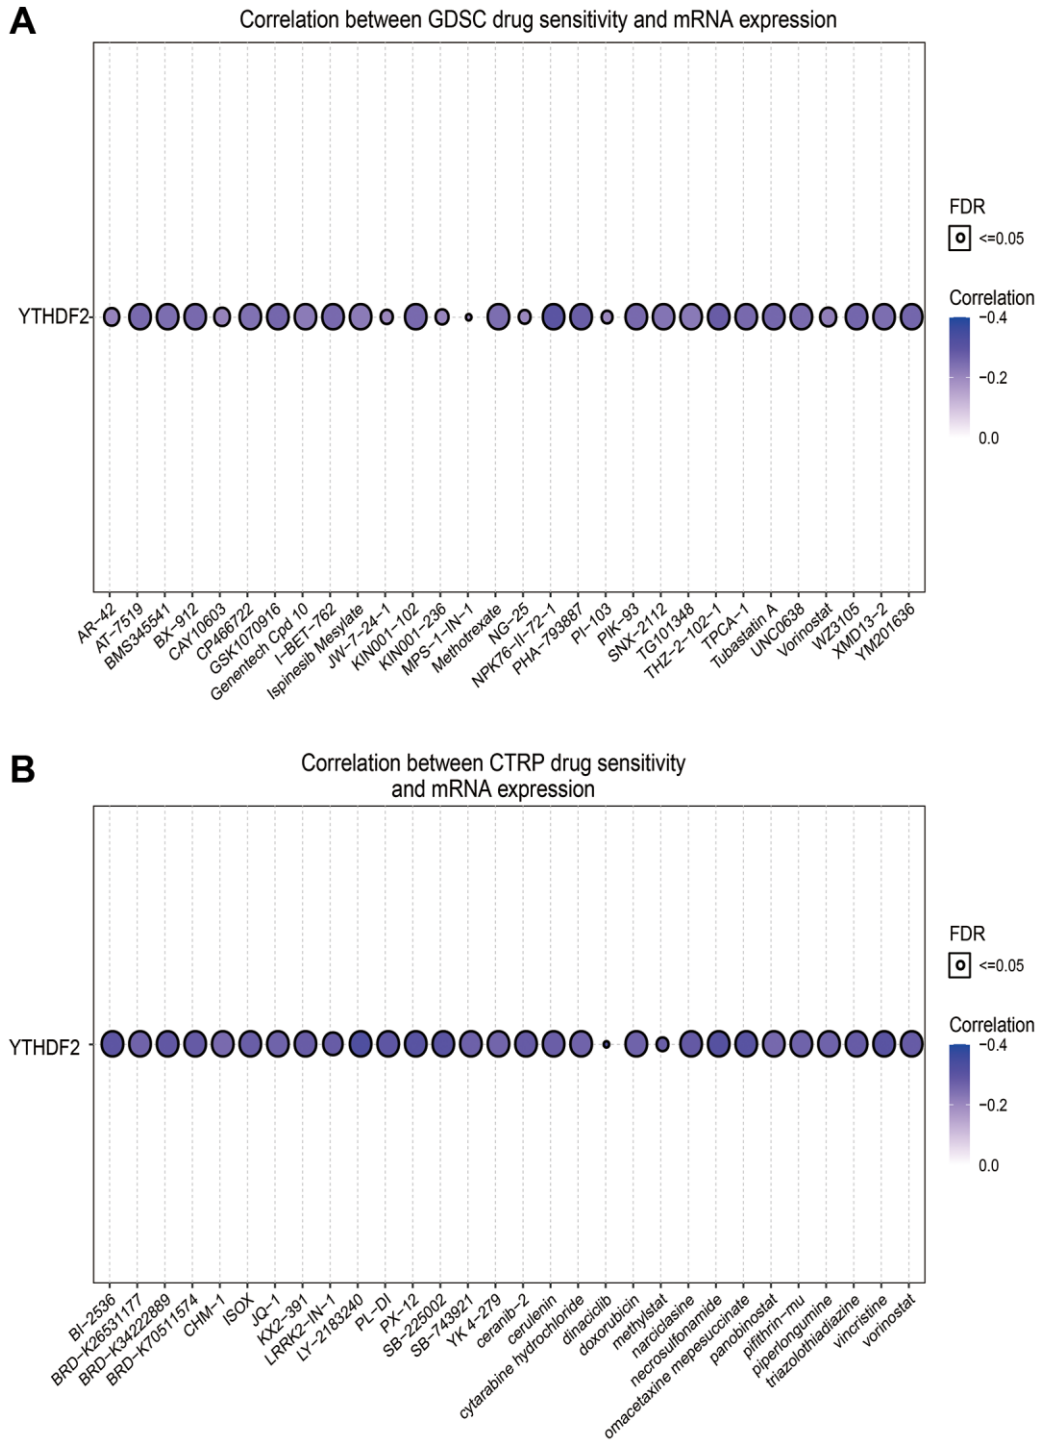 A
Correlation between GDSC drug sensitivity and mRNA expression
YTHDF2
FDR
<=0.05
Correlation
−0.4
−0.2
0.0
AR−42
AT−7519
BMS345541
BX−912
CAY10603
CP466722
GSK1070916
Genentech Cpd 10
I−BET−762
Ispinesib Mesylate
JW−7−24−1
KIN001−102
KIN001−236
MPS−1−IN−1
Methotrexate
NG−25
NPK76−II−72−1
PHA−793887
PI−103
PIK−93
SNX−2112
TG101348
THZ−2−102−1
TPCA−1
Tubastatin A
UNC0638
Vorinostat
WZ3105
XMD13−2
YM201636
B
Correlation between CTRP drug sensitivity
and mRNA expression
YTHDF2
FDR
<=0.05
Correlation
−0.4
−0.2
0.0
BI−2536
BRD−K26531177
BRD−K34222889
BRD−K70511574
CHM−1
ISOX
JQ−1
KX2−391
LRRK2−IN−1
LY−2183240
PL−DI
PX−12
SB−225002
SB−743921
YK 4−279
ceranib−2
cerulenin
cytarabine hydrochloride
dinaciclib
doxorubicin
methylstat
narciclasine
necrosulfonamide
omacetaxine mepesuccinate
panobinostat
pifithrin−mu
piperlongumine
triazolothiadiazine
vincristine
vorinostat